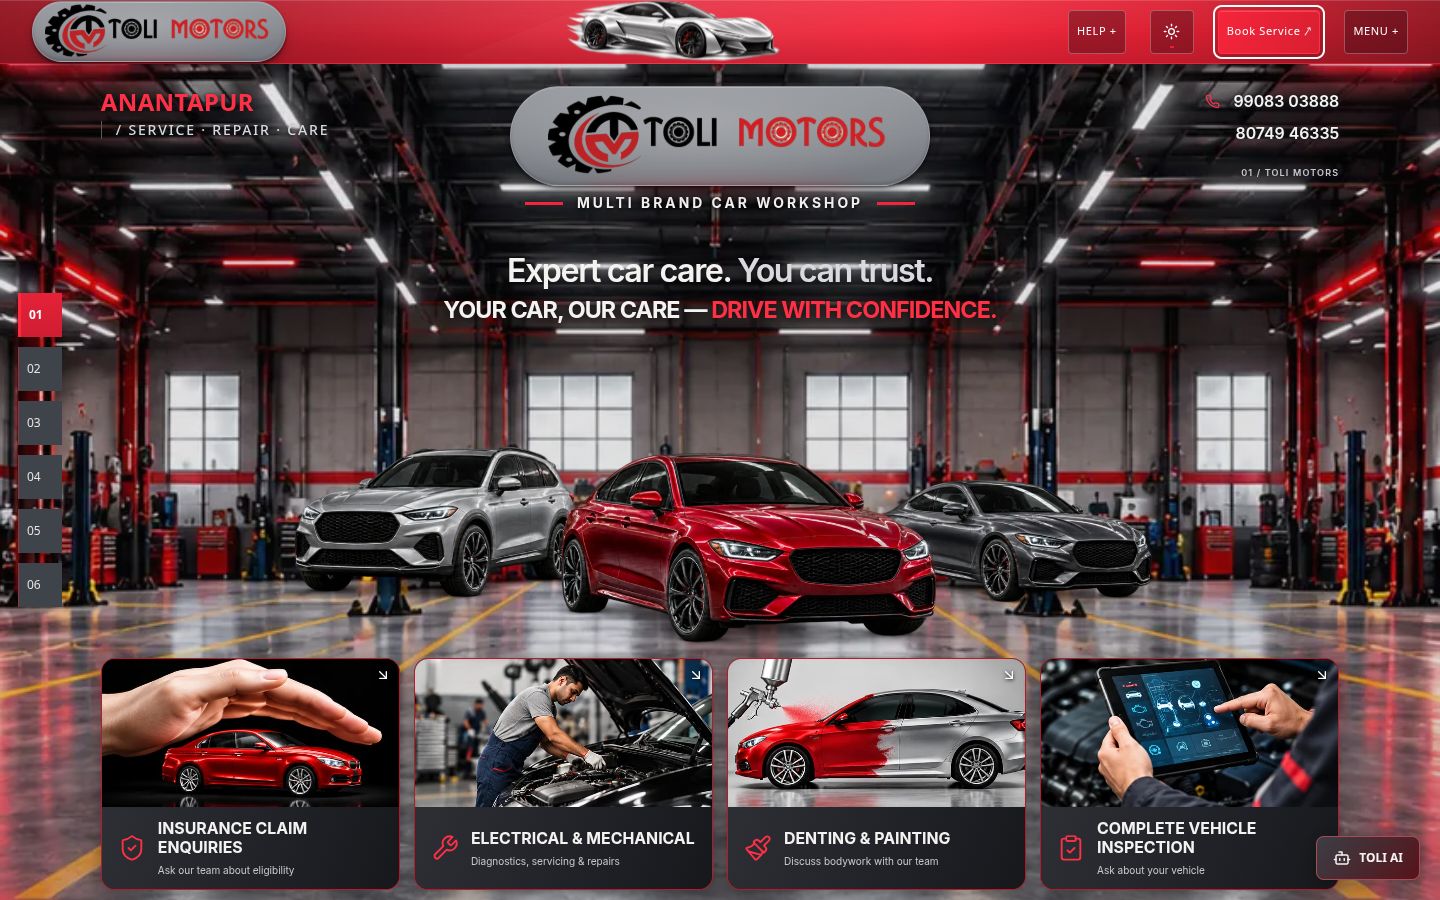 TOLI MOTORS
HELP +
Book Service ↗
MENU +
ANANTAPUR
/ SERVICE · REPAIR · CARE
TOLI MOTORS
MULTI BRAND CAR WORKSHOP
99083 03888
80749 46335
01 / TOLI MOTORS
Expert car care. You can trust.
YOUR CAR, OUR CARE — DRIVE WITH CONFIDENCE.
01
02
03
04
05
06
INSURANCE CLAIM
ENQUIRIES
Ask our team about eligibility
ELECTRICAL & MECHANICAL
Diagnostics, servicing & repairs
DENTING & PAINTING
Discuss bodywork with our team
COMPLETE VEHICLE
INSPECTION
Ask about your vehicle
TOLI AI